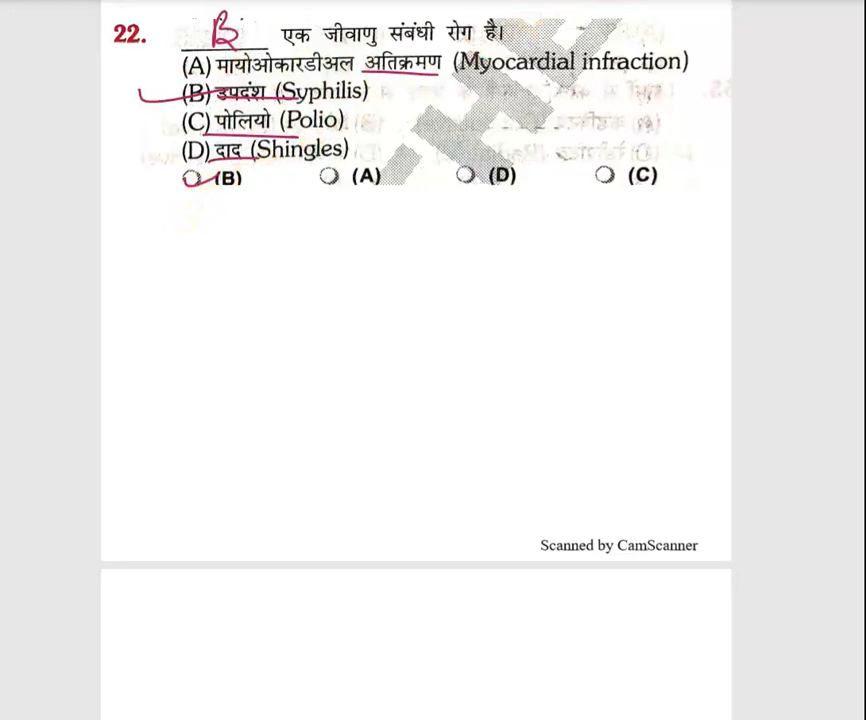 22. B एक जीवाणु संबंधी रोग है।
(A) मायोओकारडीअल अतिक्रमण (Myocardial infraction)
(B) उपदंश (Syphilis)
(C) पोलियो (Polio)
(D) दाद (Shingles)
(B) (A) (D) (C)
Scanned by CamScanner